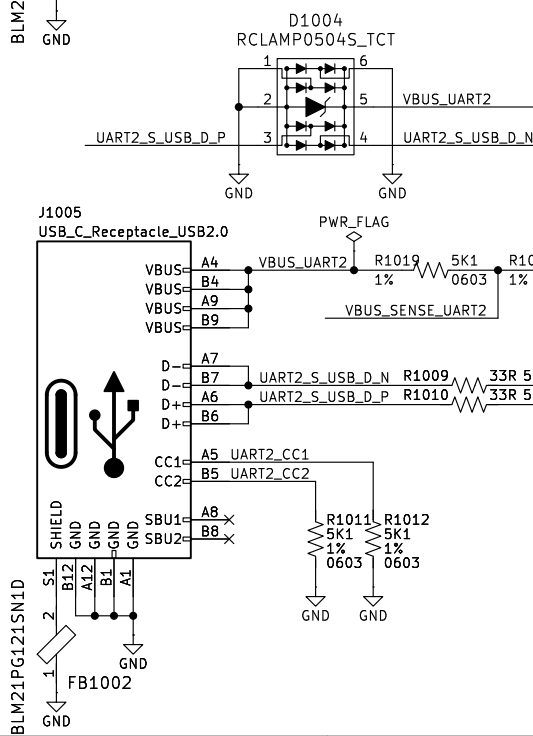 BLM2
GND
D1004
RCLAMP0504S_TCT
1 6
2 5 VBUS_UART2
UART2_S_USB_D_P 3 4 UART2_S_USB_D_N
GND GND
J1005
USB_C_Receptacle_USB2.0
PWR_FLAG
VBUS A4 VBUS_UART2 R1019 5K1 R10
VBUS B4 1% 0603 1%
VBUS A9 VBUS_SENSE_UART2
VBUS B9
D- A7
D- B7 UART2_S_USB_D_N R1009 33R 5
D+ A6 UART2_S_USB_D_P R1010 33R 5
D+ B6
CC1 A5 UART2_CC1
CC2 B5 UART2_CC2
SBU1 A8
SBU2 B8
R1011 R1012
5K1 5K1
1% 1%
0603 0603
GND GND
SHIELD GND GND GND GND
S1 B12 A12 B1 A1
2
GND
1
FB1002
BLM21PG121SN1D
GND